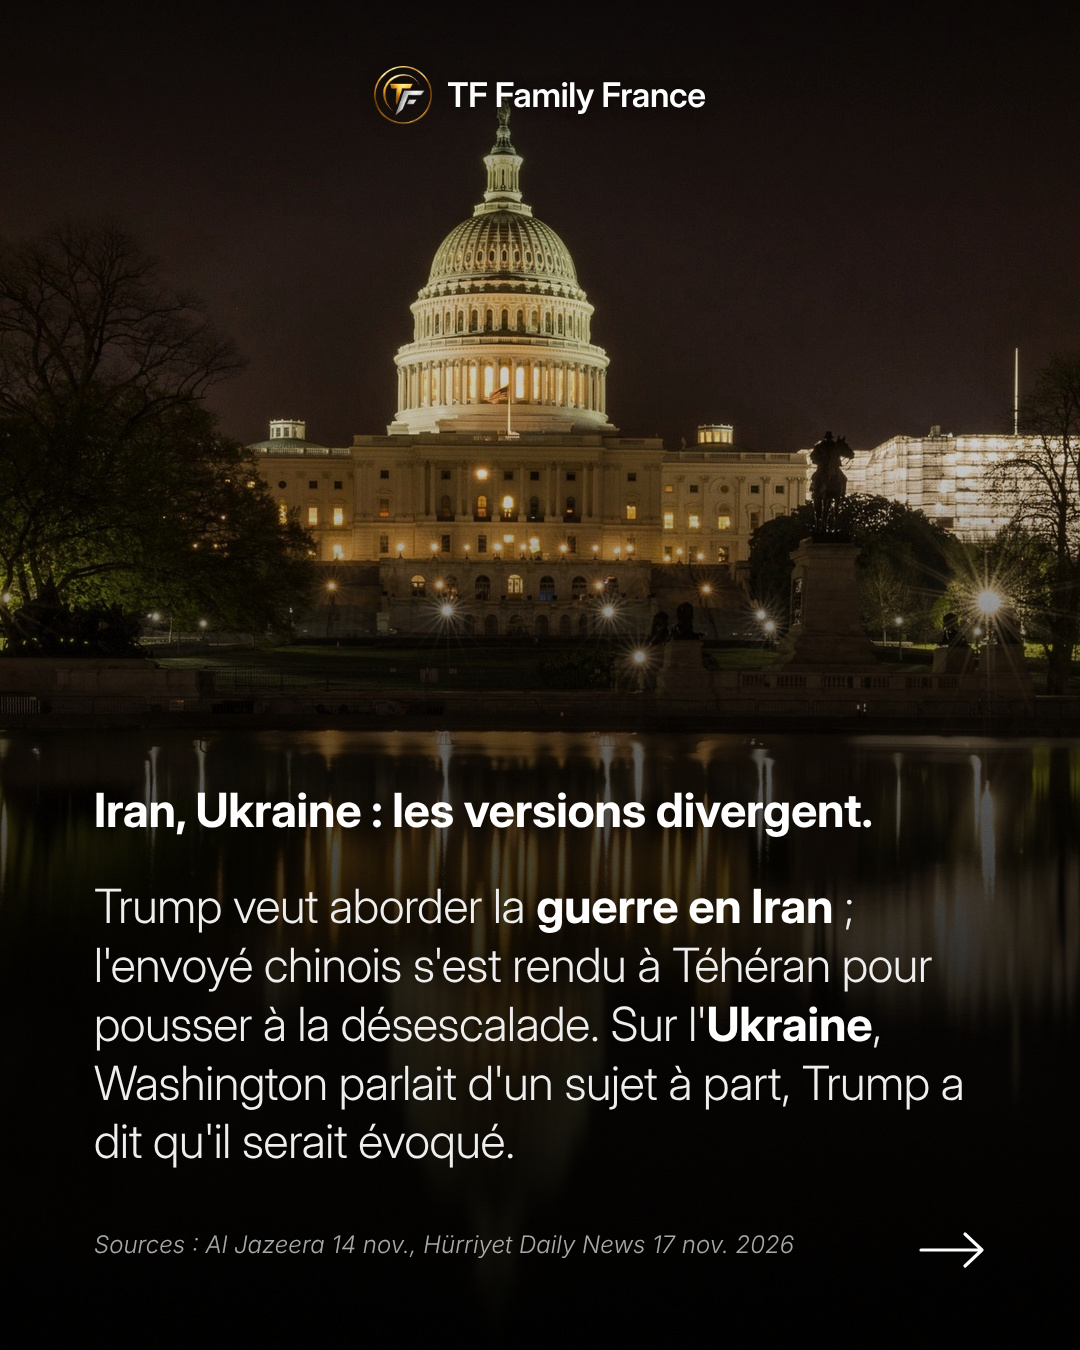 TF TF Family France
Iran, Ukraine : les versions divergent.
Trump veut aborder la guerre en Iran ;
l'envoyé chinois s'est rendu à Téhéran pour
pousser à la désescalade. Sur l'Ukraine,
Washington parlait d'un sujet à part, Trump a
dit qu'il serait évoqué.
Sources : Al Jazeera 14 nov., Hürriyet Daily News 17 nov. 2026